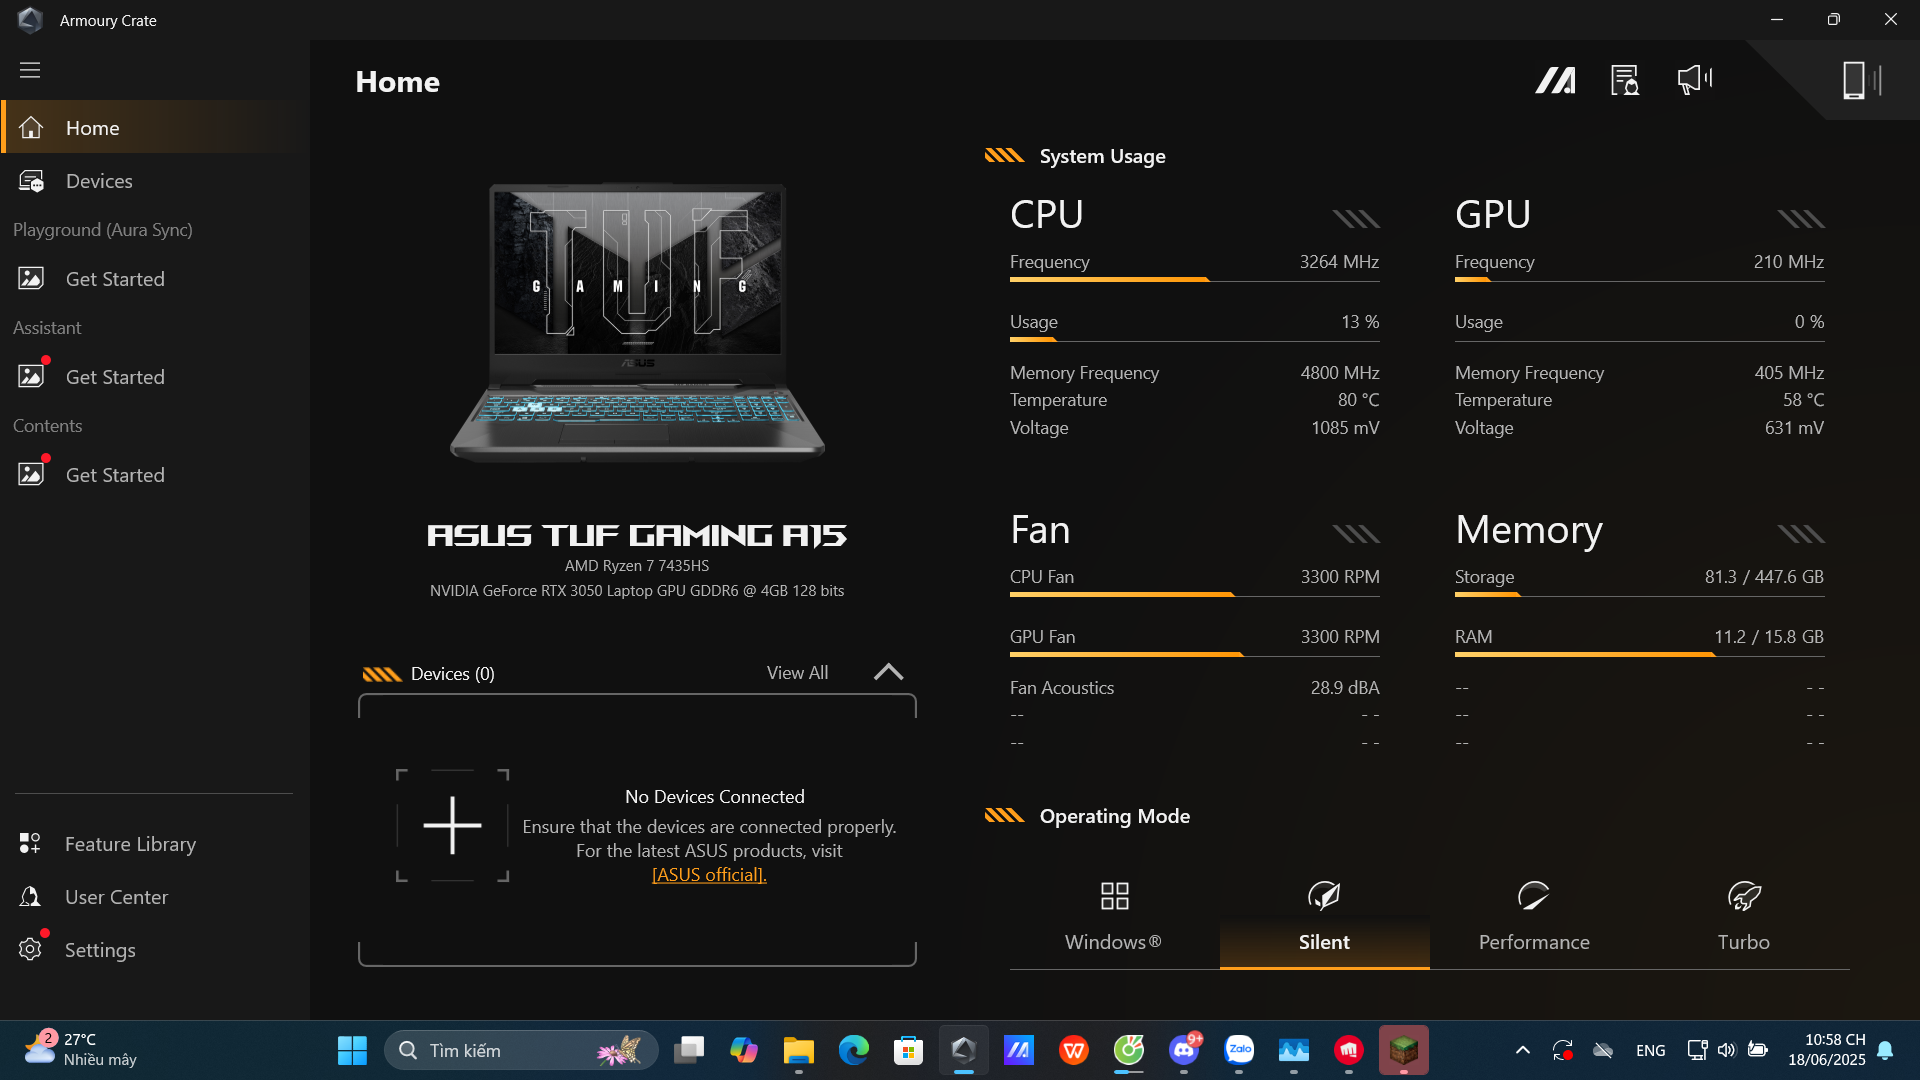 Armoury Crate
Home
Devices
Playground (Aura Sync)
Get Started
Assistant
Get Started
Contents
Get Started
Feature Library
User Center
Settings
Home
TUF
GAMING
ASUS
ASUS TUF GAMING A15
AMD Ryzen 7 7435HS
NVIDIA GeForce RTX 3050 Laptop GPU GDDR6 @ 4GB 128 bits
Devices (0)
View All
No Devices Connected
Ensure that the devices are connected properly.
For the latest ASUS products, visit
[ASUS official].
System Usage
CPU
Frequency 3264 MHz
Usage 13 %
Memory Frequency 4800 MHz
Temperature 80 °C
Voltage 1085 mV
GPU
Frequency 210 MHz
Usage 0 %
Memory Frequency 405 MHz
Temperature 58 °C
Voltage 631 mV
Fan
CPU Fan 3300 RPM
GPU Fan 3300 RPM
Fan Acoustics 28.9 dBA
-- - -
-- - -
Memory
Storage 81.3 / 447.6 GB
RAM 11.2 / 15.8 GB
-- - -
-- - -
-- - -
Operating Mode
Windows®
Silent
Performance
Turbo
2
27°C
Nhiều mây
Tìm kiếm
9+
Zalo
ENG
10:58 CH
18/06/2025